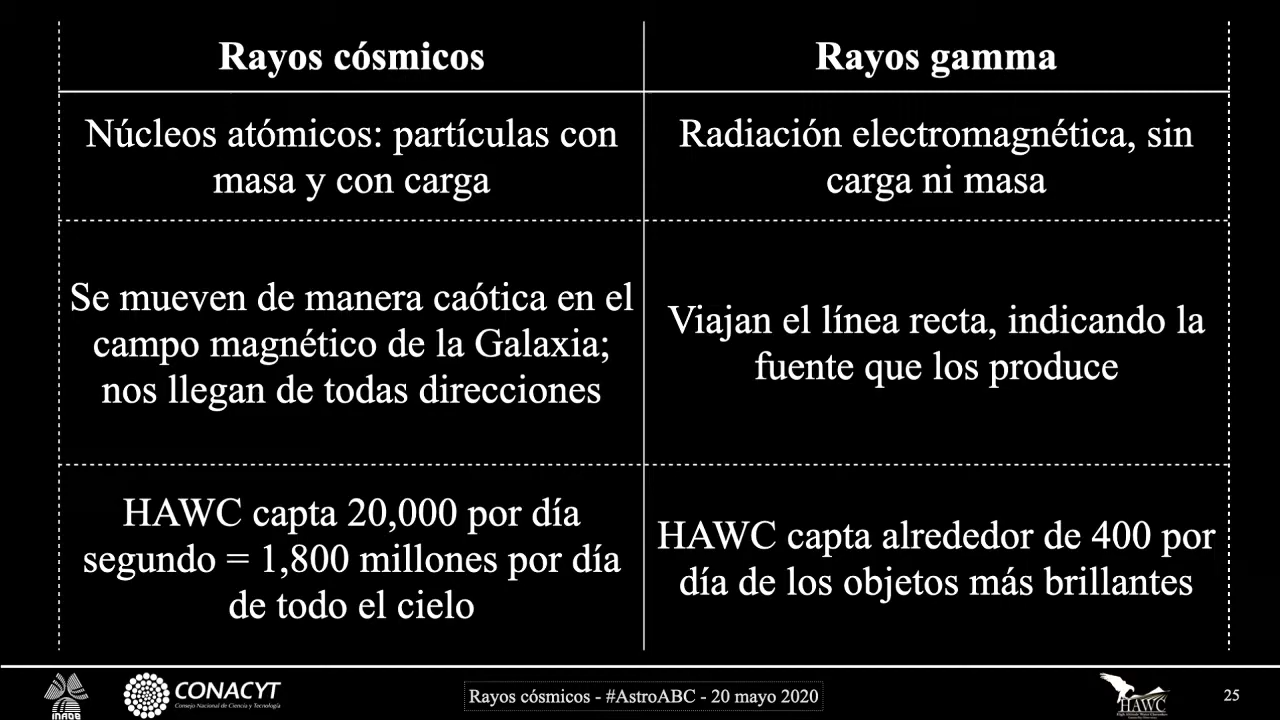 Rayos cósmicos
Rayos gamma
Núcleos atómicos: partículas con
masa y con carga
Radiación electromagnética, sin
carga ni masa
Se mueven de manera caótica en el
campo magnético de la Galaxia;
nos llegan de todas direcciones
Viajan el línea recta, indicando la
fuente que los produce
HAWC capta 20,000 por día
segundo = 1,800 millones por día
de todo el cielo
HAWC capta alrededor de 400 por
día de los objetos más brillantes
INAOE
CONACYT
Consejo Nacional de Ciencia y Tecnología
Rayos cósmicos - #AstroABC - 20 mayo 2020
HAWC
25